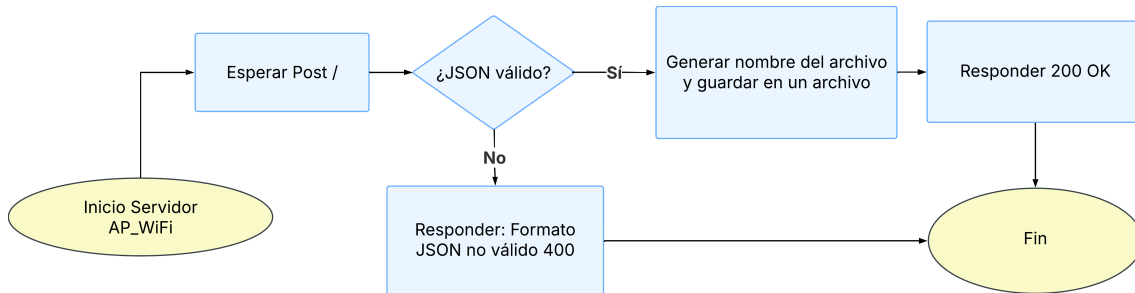 Esperar Post /
¿JSON válido?
Sí
Generar nombre del archivo
y guardar en un archivo
Responder 200 OK
No
Inicio Servidor
AP_WiFi
Responder: Formato
JSON no válido 400
Fin